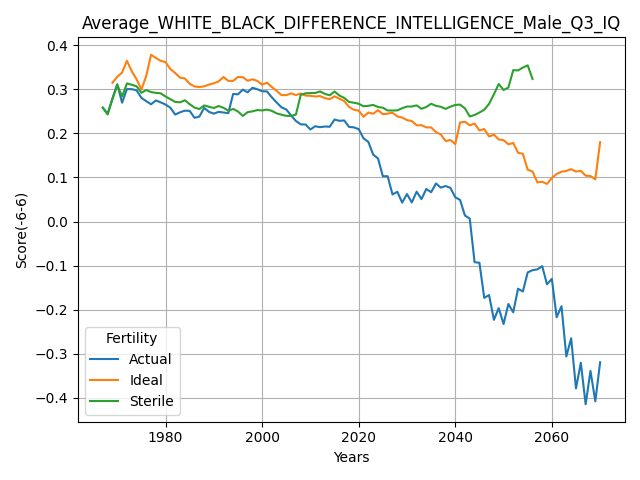 Average_WHITE_BLACK_DIFFERENCE_INTELLIGENCE_Male_Q3_IQ
0.4
0.3
0.2
0.1
0.0
−0.1
−0.2
−0.3
−0.4
Score(-6-6)
Fertility
Actual
Ideal
Sterile
1980 2000 2020 2040 2060
Years